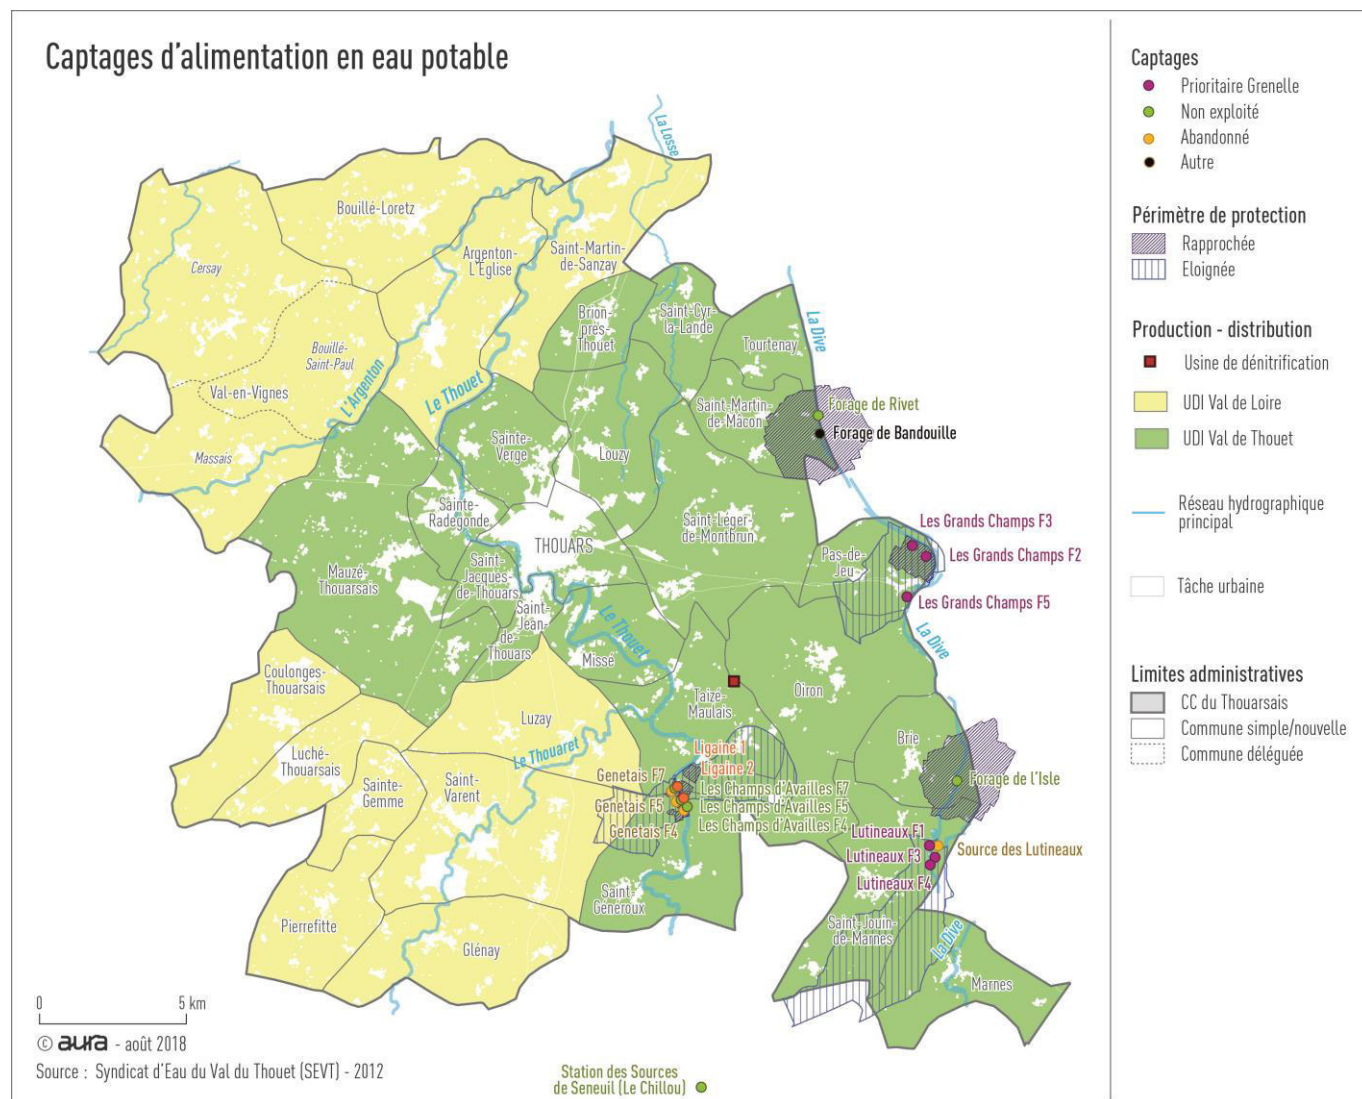 Captages d'alimentation en eau potable
La Losse
Bouillé-Loretz
Argenton-
L'Eglise
Saint-Martin-
de-Sanzay
Cersay
Bouillé-
Saint-Paul
Val-en-Vignes
L'Argenton
Le Thouet
Massais
Brion-
près-
Thouet
Saint-Cyr-
la-Lande
Tourtenay
La Dive
Saint-Martin-
de-Mâcon
Forage de Rivet
Forage de Bandouille
Sainte-
Verge
Louzy
Sainte-
Radegonde
THOUARS
Saint-Léger-
de-Montbrun
Les Grands Champs F3
Les Grands Champs F2
Pas-de-
Jeu
Les Grands Champs F5
Mauzé-
Thouarsais
Saint-
Jacques-
de-Thouars
Saint-
Jean-
de-
Thouars
Le Thouet
Missé
La Dive
Coulonges-
Thouarsais
Luzay
Taizé-
Maulais
Oiron
Brie
Luché-
Thouarsais
Le Thouaret
Ligaine 1
Ligaine 2
Genetais F7
Genetais F5
Genetais F4
Les Champs d'Availles F7
Les Champs d'Availles F5
Les Champs d'Availles F4
Forage de l'Isle
Sainte-
Gemme
Saint-
Varent
Lutineaux F1
Lutineaux F3
Lutineaux F4
Source des Lutineaux
Saint-
Généroux
Saint-Jouin-
de-Marnes
La Dive
Marnes
Pierrefitte
Glénay
0 5 km
© aura - août 2018
Source : Syndicat d'Eau du Val du Thouet (SEVT) - 2012
Station des Sources
de Seneuil (Le Chillou)
Captages
Prioritaire Grenelle
Non exploité
Abandonné
Autre
Périmètre de protection
Rapprochée
Eloignée
Production - distribution
Usine de dénitrification
UDI Val de Loire
UDI Val de Thouet
Réseau hydrographique
principal
Tâche urbaine
Limites administratives
CC du Thouarsais
Commune simple/nouvelle
Commune déléguée